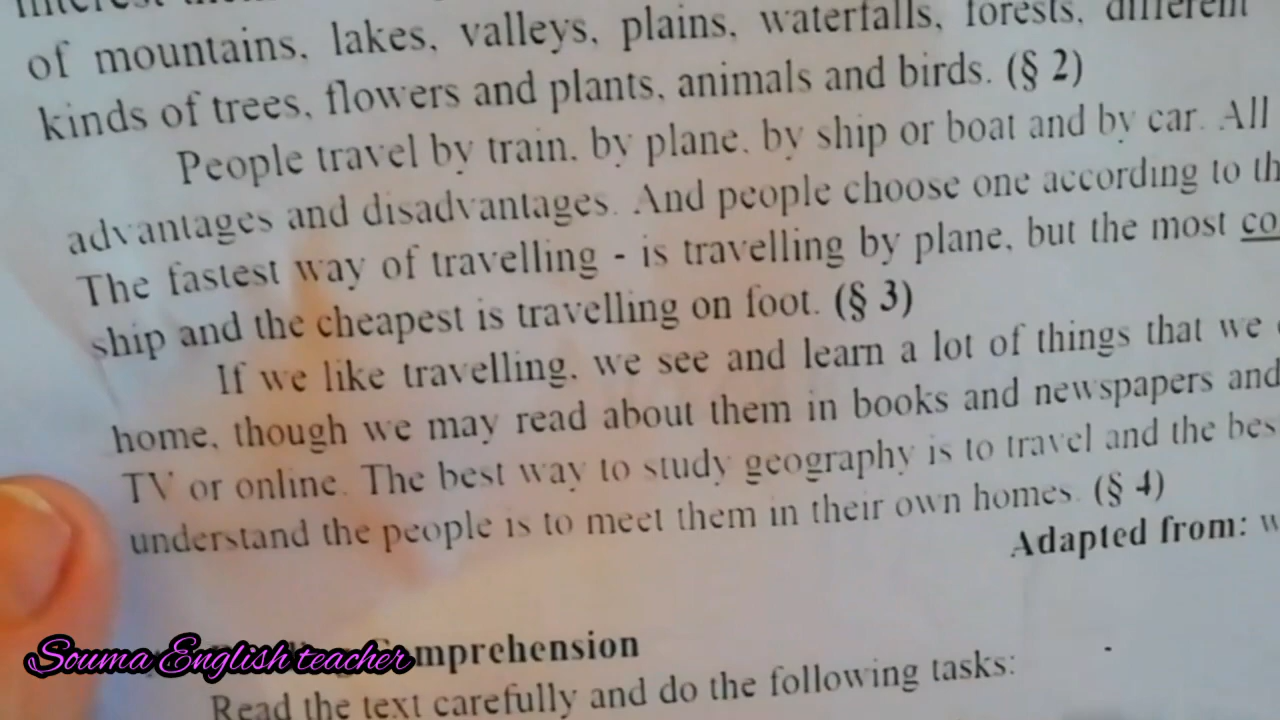 of mountains, lakes, valleys, plains, waterfalls, forests, different
kinds of trees, flowers and plants, animals and birds. (§ 2)
People travel by train, by plane, by ship or boat and by car. All
advantages and disadvantages. And people choose one according to
The fastest way of travelling - is travelling by plane, but the most
ship and the cheapest is travelling on foot. (§ 3)
If we like travelling, we see and learn a lot of things that we
home, though we may read about them in books and newspapers and
TV or online. The best way to study geography is to travel and the
understand the people is to meet them in their own homes. (§ 4)
Adapted from:
Souma English teacher
Read the text carefully and do the following tasks: